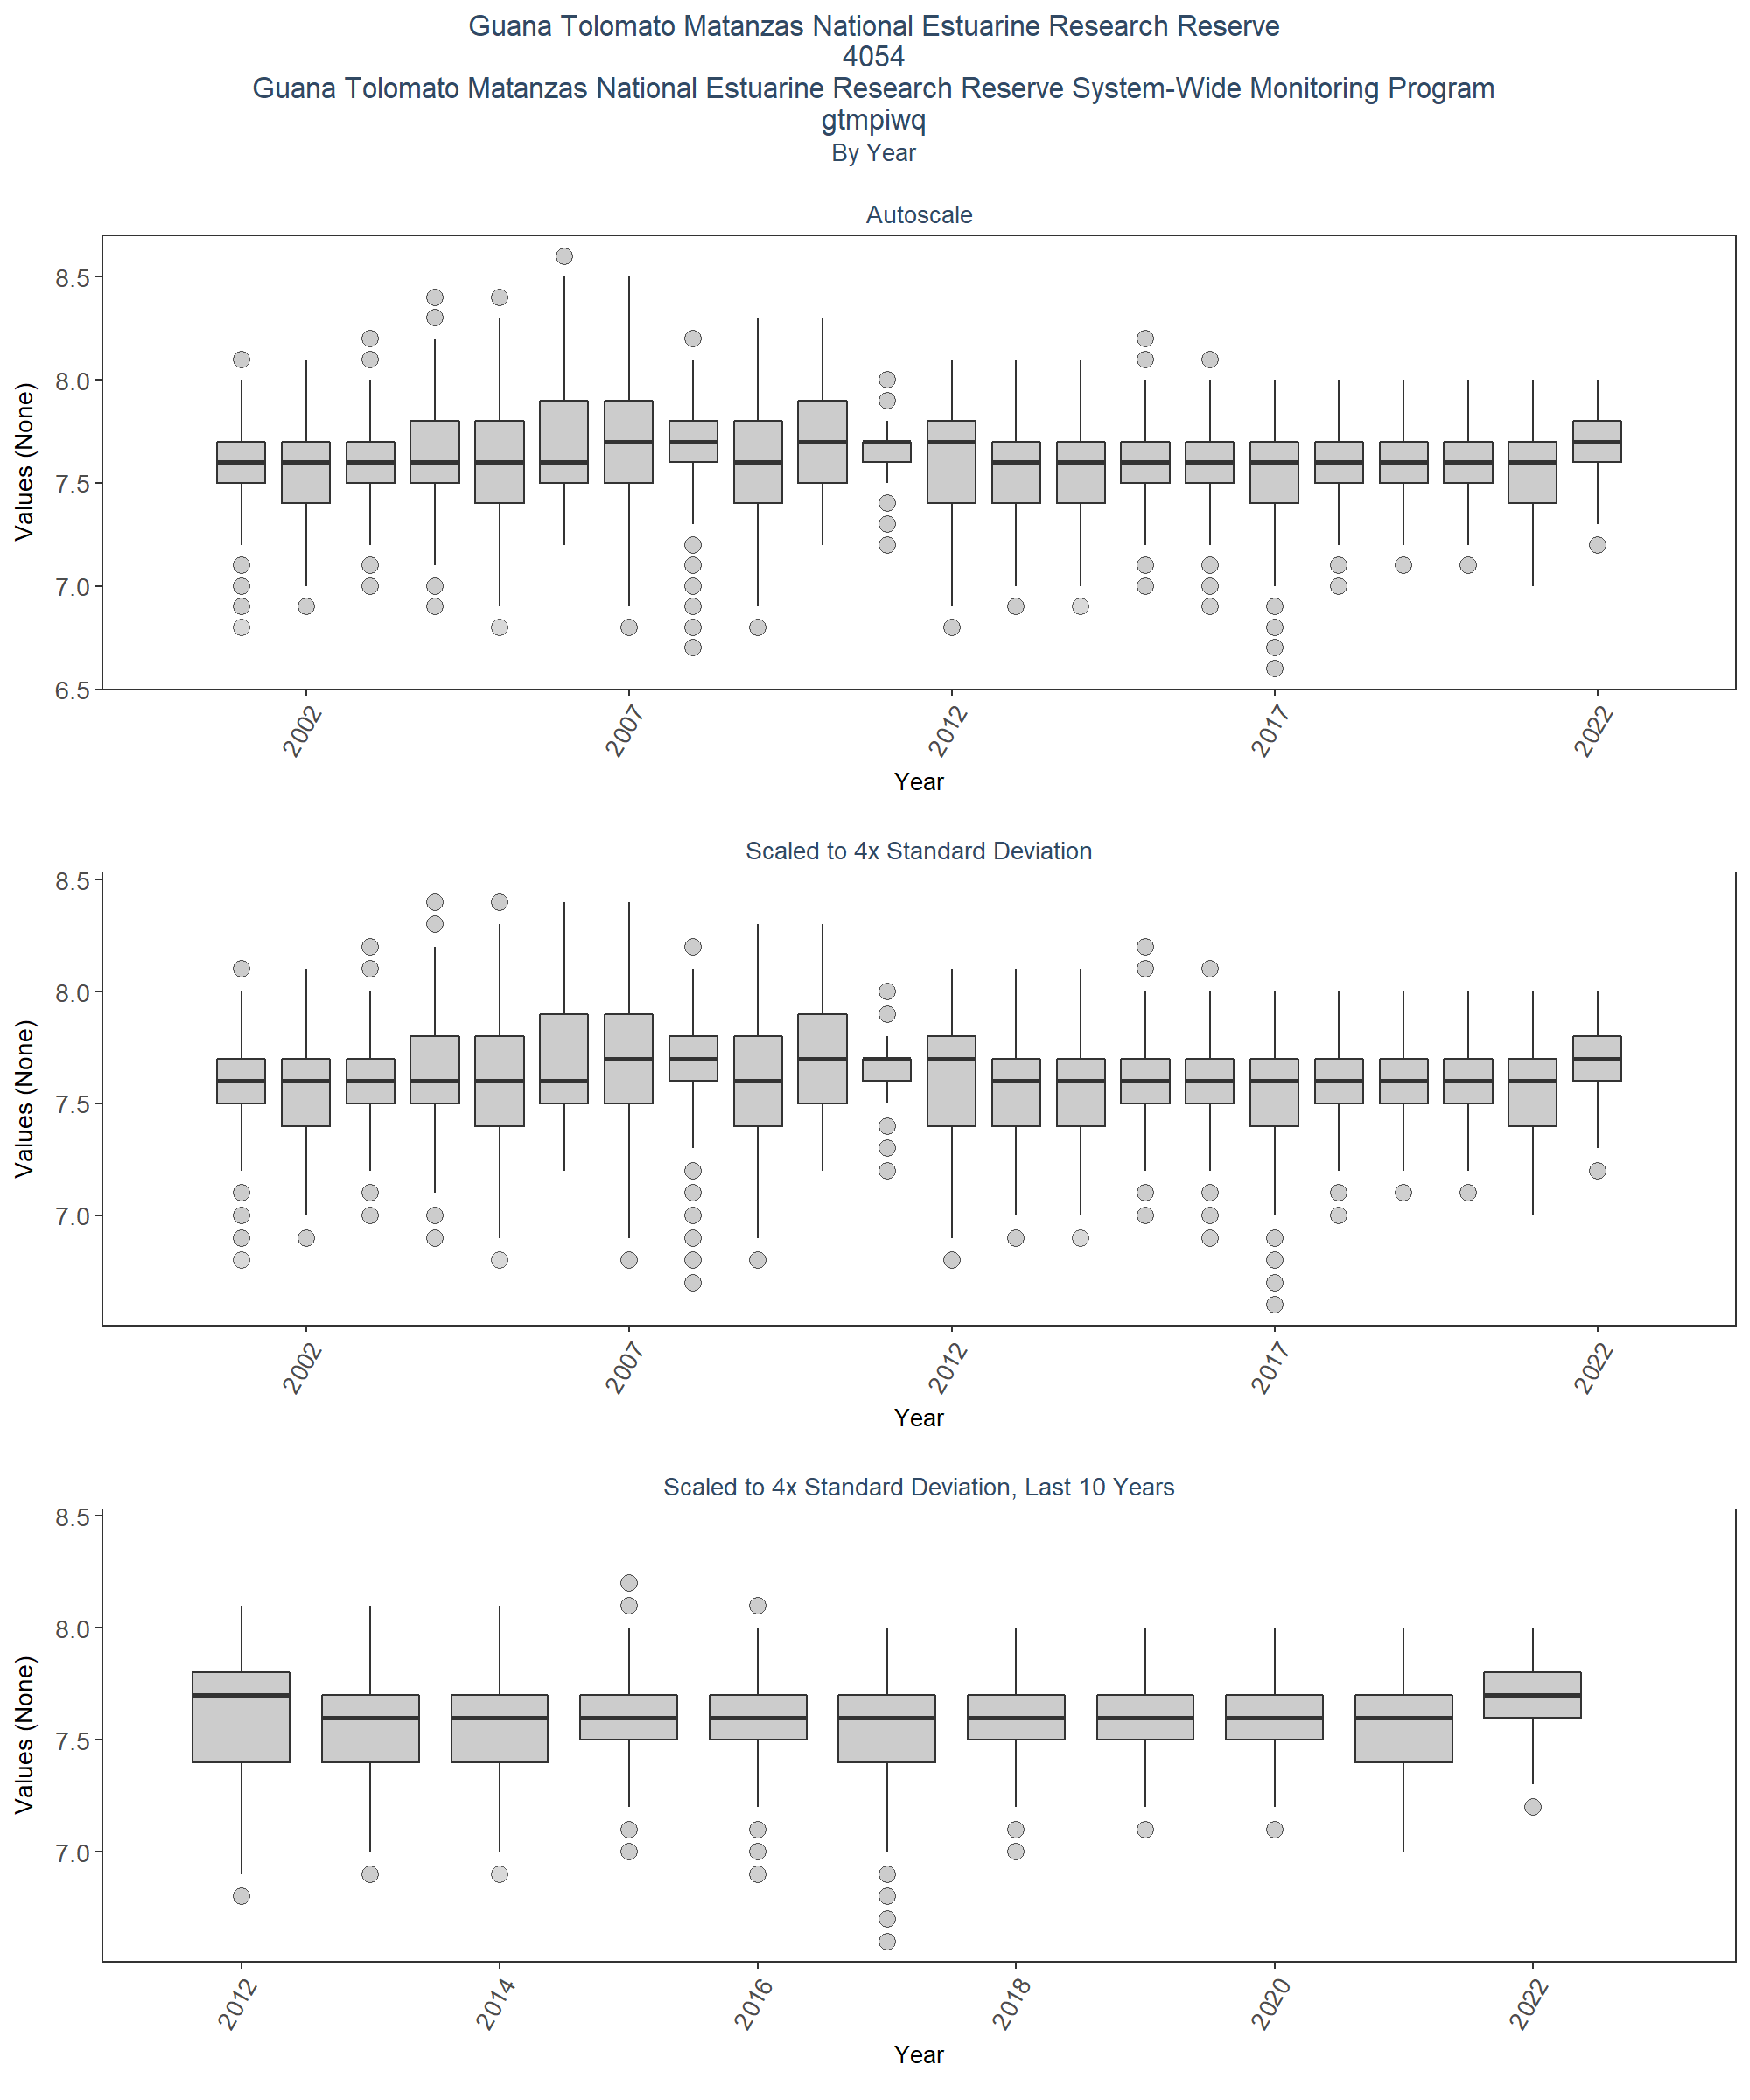 Guana Tolomato Matanzas National Estuarine Research Reserve
4054
Guana Tolomato Matanzas National Estuarine Research Reserve System-Wide Monitoring Program
gtmpiwq
By Year
Autoscale
Values (None)
8.5
8.0
7.5
7.0
6.5
2002
2007
2012
2017
2022
Year
Scaled to 4x Standard Deviation
Values (None)
8.5
8.0
7.5
7.0
2002
2007
2012
2017
2022
Year
Scaled to 4x Standard Deviation, Last 10 Years
Values (None)
8.5
8.0
7.5
7.0
2012
2014
2016
2018
2020
2022
Year